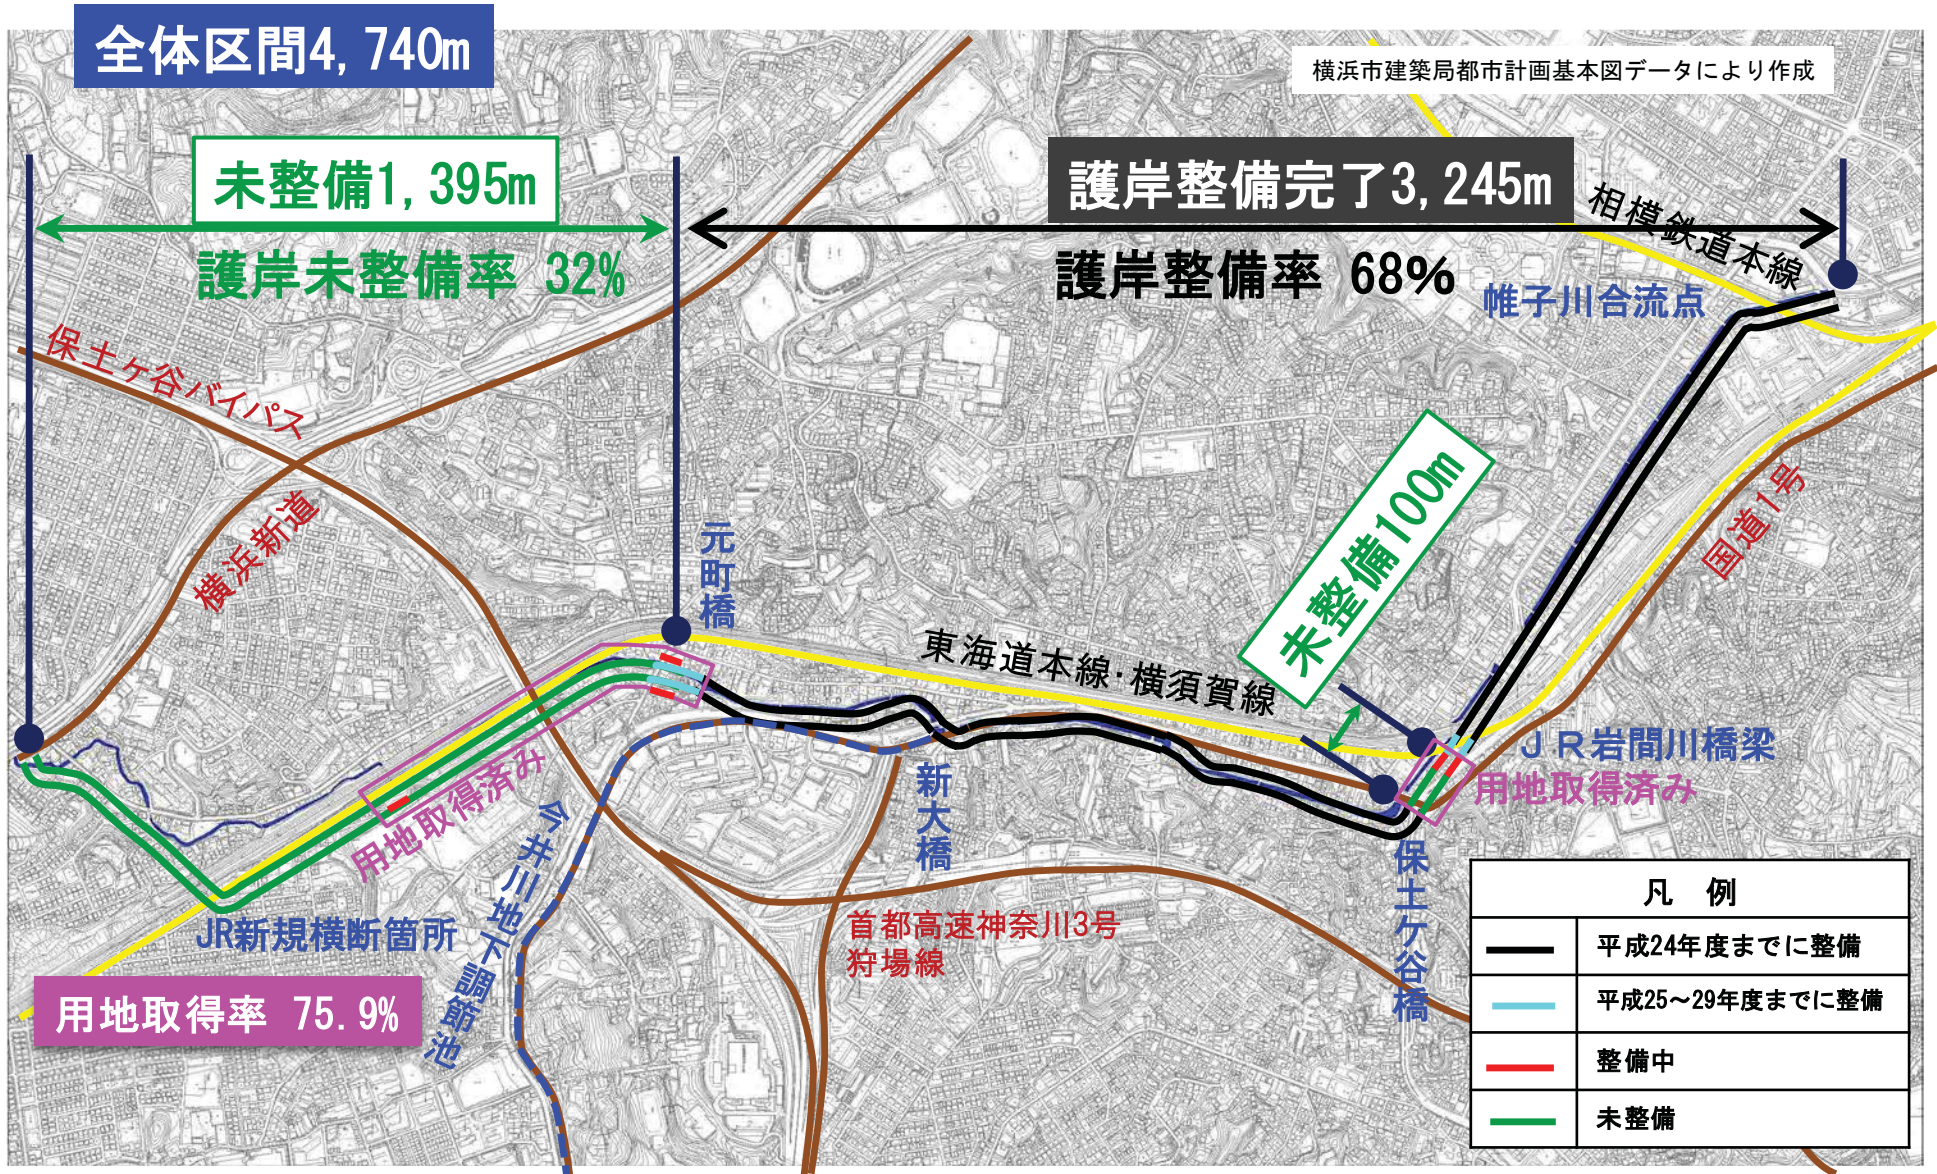 全体区間4,740m
横浜市建築局都市計画基本図データにより作成
未整備1,395m
護岸整備完了3,245m
護岸未整備率 32%
護岸整備率 68%
相模鉄道本線
帷子川合流点
保土ヶ谷バイパス
横浜新道
元町橋
未整備100m
国道1号
東海道本線・横須賀線
JR岩間川橋梁
用地取得済み
用地取得済み
新大橋
今井川地下調節池
保土ケ谷橋
JR新規横断箇所
首都高速神奈川3号
狩場線
用地取得率 75.9%
凡 例
平成24年度までに整備
平成25～29年度までに整備
整備中
未整備